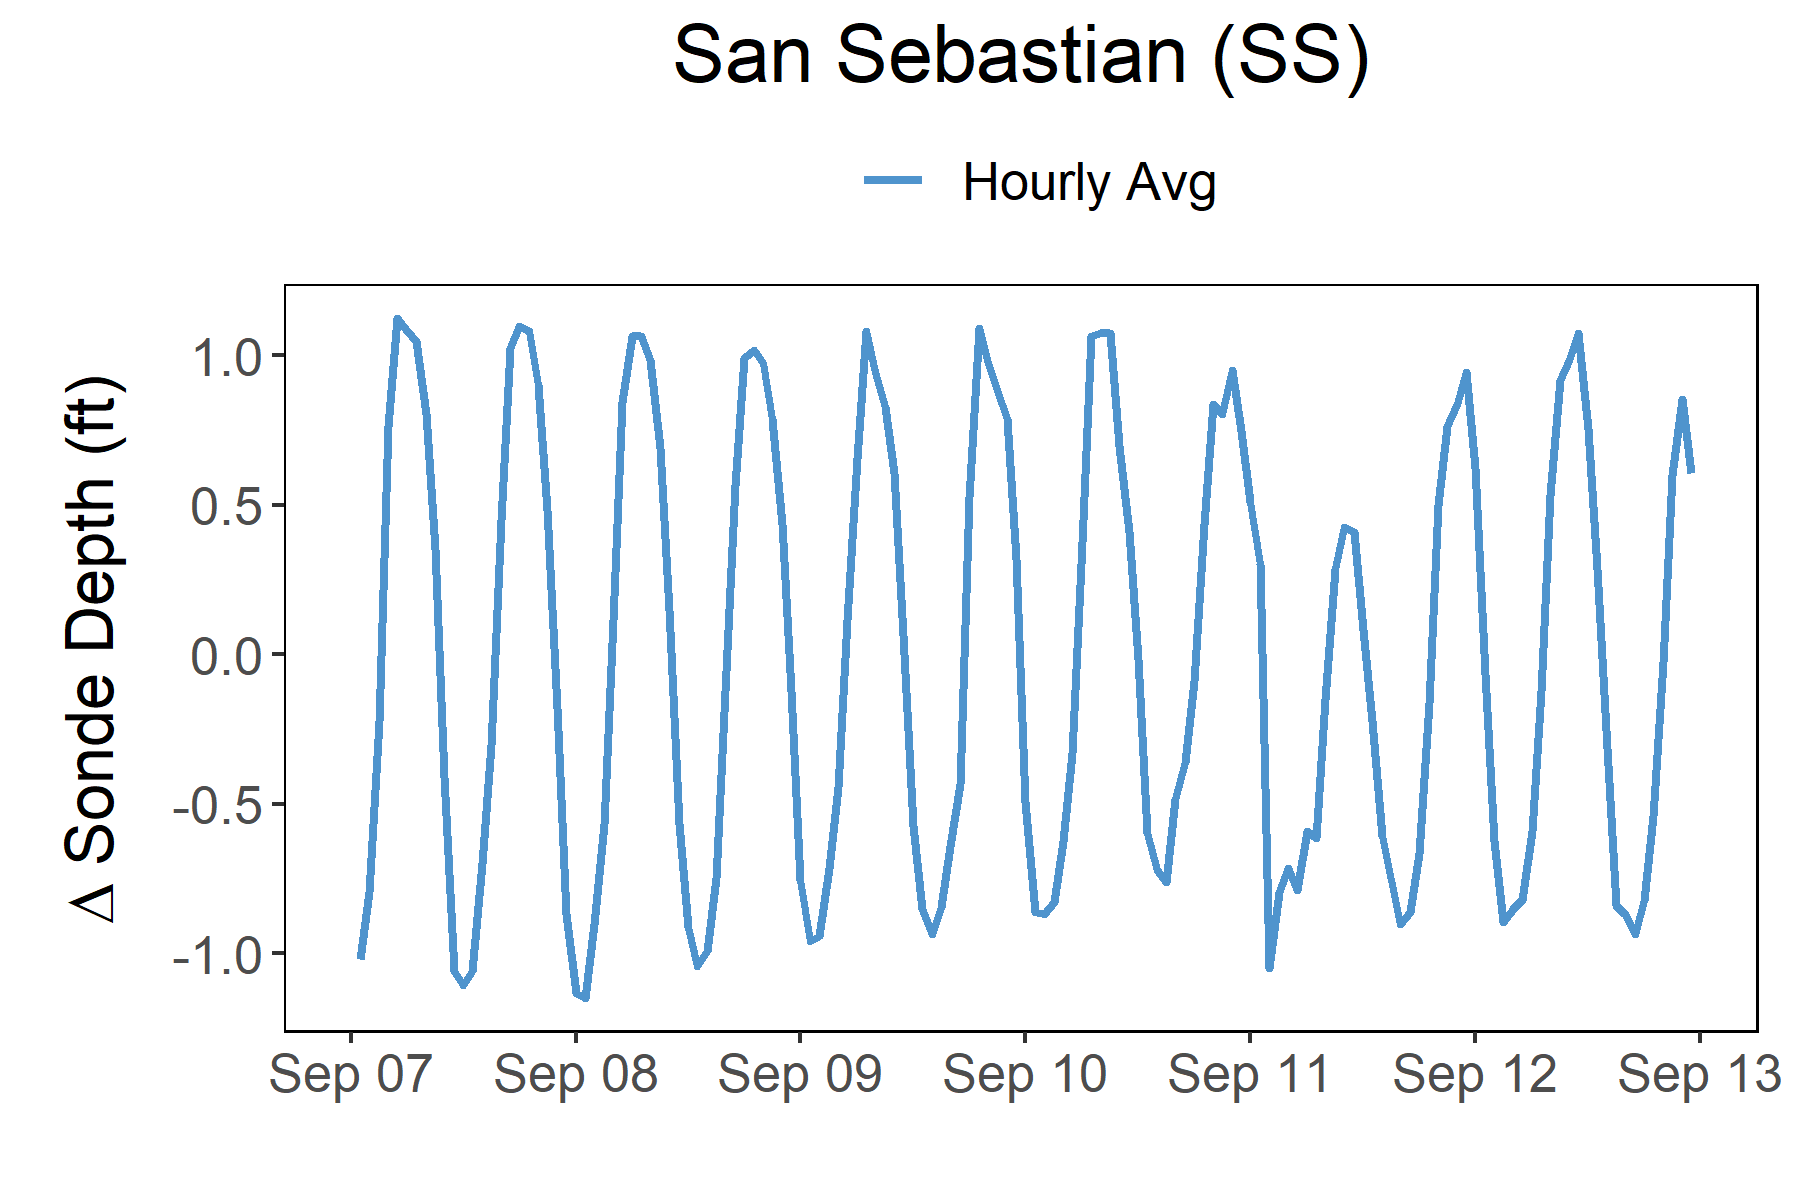 San Sebastian (SS)
Hourly Avg
Δ Sonde Depth (ft)
1.0
0.5
0.0
-0.5
-1.0
Sep 07 Sep 08 Sep 09 Sep 10 Sep 11 Sep 12 Sep 13